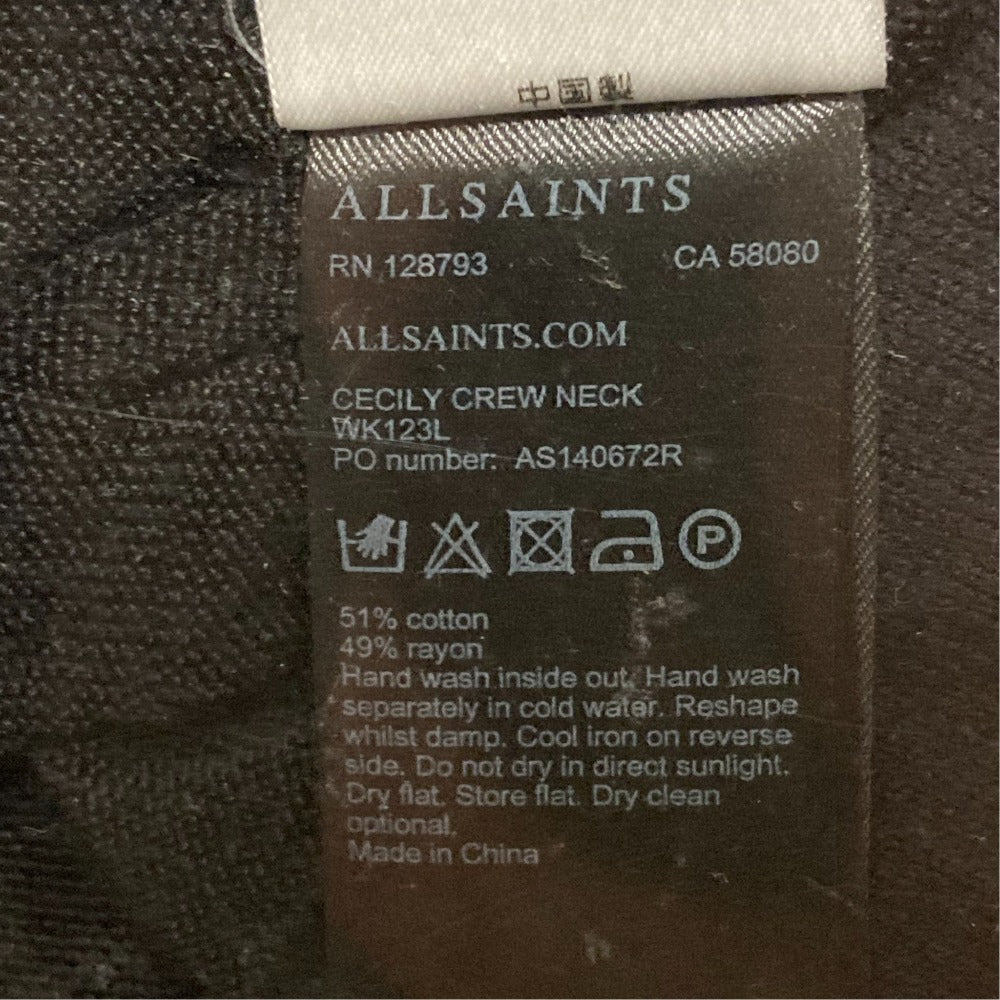 中国製
ALLSAINTS
RN 128793 CA 58080
ALLSAINTS.COM
CECILY CREW NECK
WK123L
PO number: AS140672R
P
51% cotton
49% rayon
Hand wash inside out. Hand wash
separately in cold water. Reshape
whilst damp. Cool iron on reverse
side. Do not dry in direct sunlight.
Dry flat. Store flat. Dry clean
optional.
Made in China